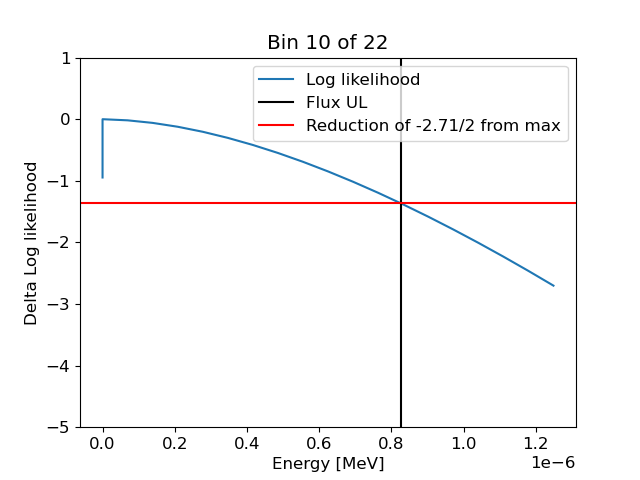 Bin 10 of 22
Log likelihood
Flux UL
Reduction of -2.71/2 from max
Delta Log likelihood
1
0
−1
−2
−3
−4
−5
0.0 0.2 0.4 0.6 0.8 1.0 1.2
1e−6
Energy [MeV]